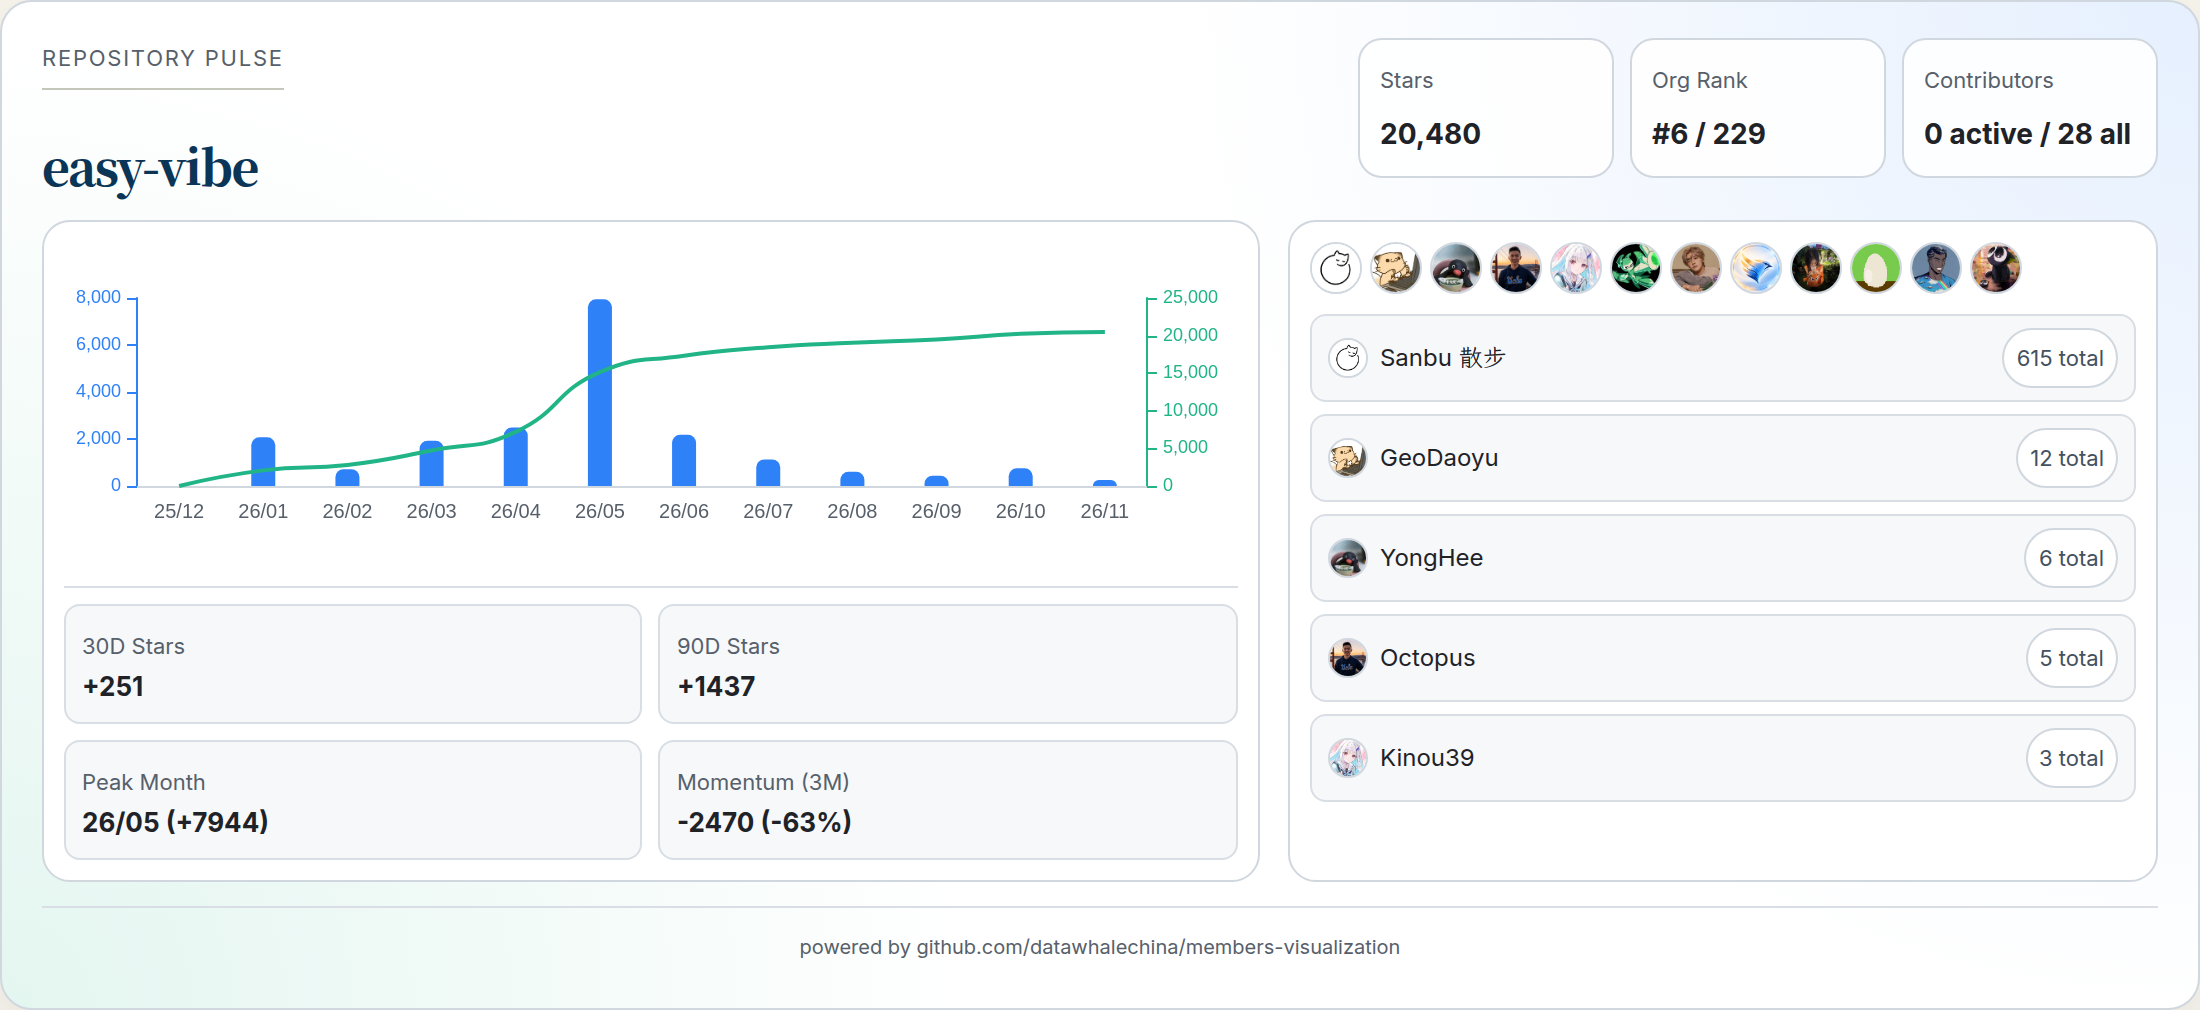 REPOSITORY PULSE
easy-vibe
Stars
20,480
Org Rank
#6 / 229
Contributors
0 active / 28 all
8,000
6,000
4,000
2,000
0
25,000
20,000
15,000
10,000
5,000
0
25/12 26/01 26/02 26/03 26/04 26/05 26/06 26/07 26/08 26/09 26/10 26/11
30D Stars
+251
90D Stars
+1437
Peak Month
26/05 (+7944)
Momentum (3M)
-2470 (-63%)
Sanbu 散步
615 total
GeoDaoyu
12 total
YongHee
6 total
Octopus
5 total
Kinou39
3 total
powered by github.com/datawhalechina/members-visualization